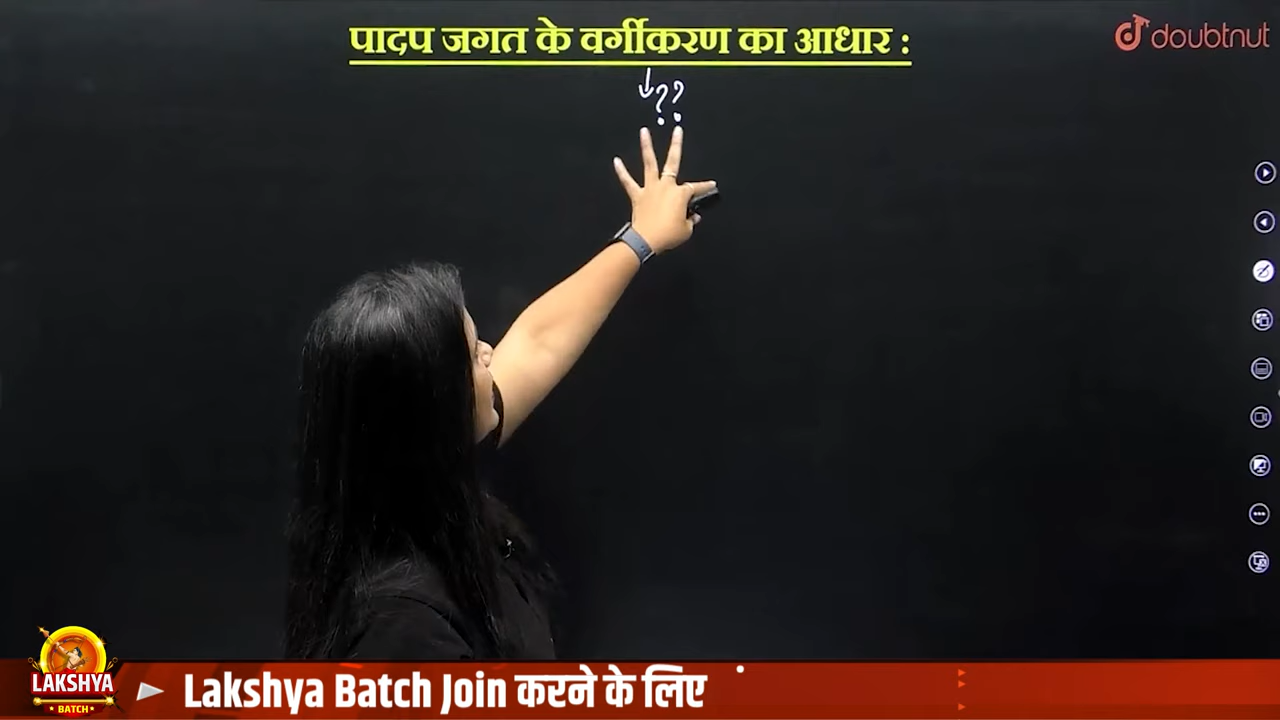 पादप जगत के वर्गीकरण का आधार :
doubtnut
↓??
LAKSHYA
BATCH
Lakshya Batch Join करने के लिए